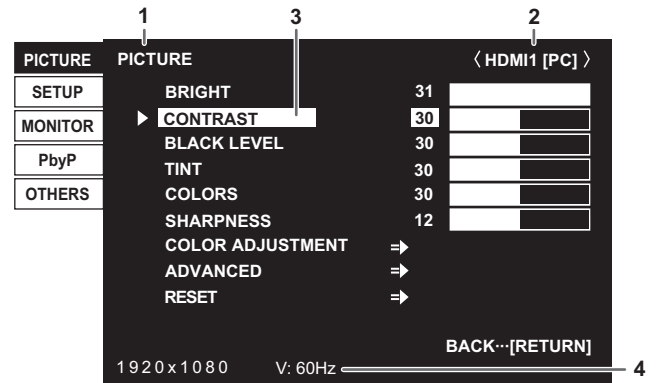 1 3 2
PICTURE PICTURE 〈 HDMI1 [PC] 〉
SETUP BRIGHT 31
MONITOR CONTRAST 30
PbyP BLACK LEVEL 30
OTHERS TINT 30
COLORS 30
SHARPNESS 12
COLOR ADJUSTMENT
ADVANCED
RESET
BACK···[RETURN]
1920x1080 V: 60Hz 4